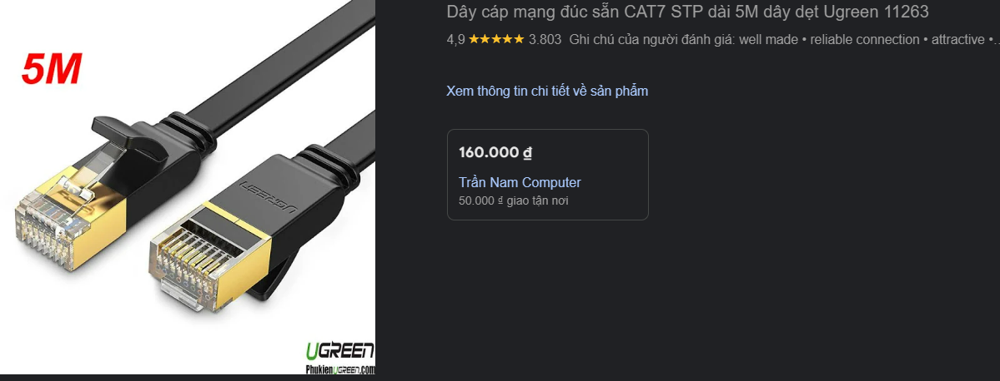 5M
UGREEN
UGREEN
PhukienUGREEN.com
Dây cáp mạng đúc sẵn CAT7 STP dài 5M dây dẹt Ugreen 11263
4,9 ★★★★★ 3.803 Ghi chú của người đánh giá: well made • reliable connection • attractive •...
Xem thông tin chi tiết về sản phẩm
160.000 ₫
Trần Nam Computer
50.000 ₫ giao tận nơi